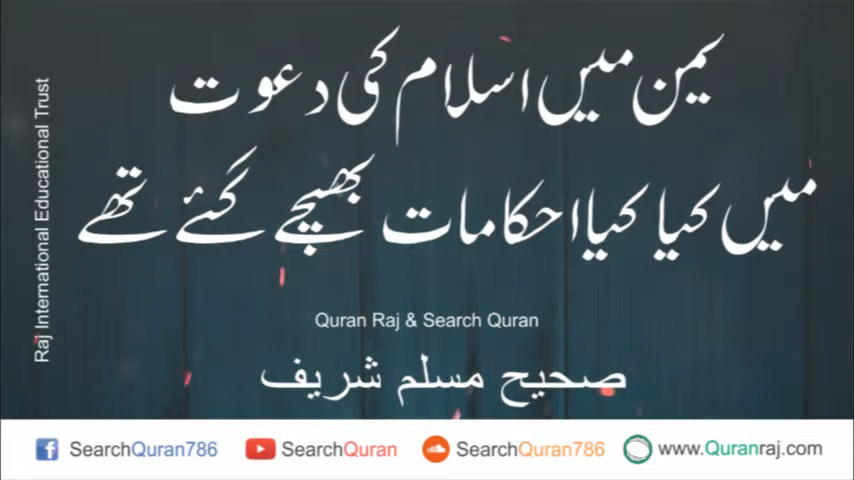 یمن میں اسلام کی دعوت
میں کیا کیا احکامات بھیجے گئے تھے
Quran Raj & Search Quran
صحیح مسلم شریف
Raj International Educational Trust
SearchQuran786 SearchQuran SearchQuran786 www.Quranraj.com